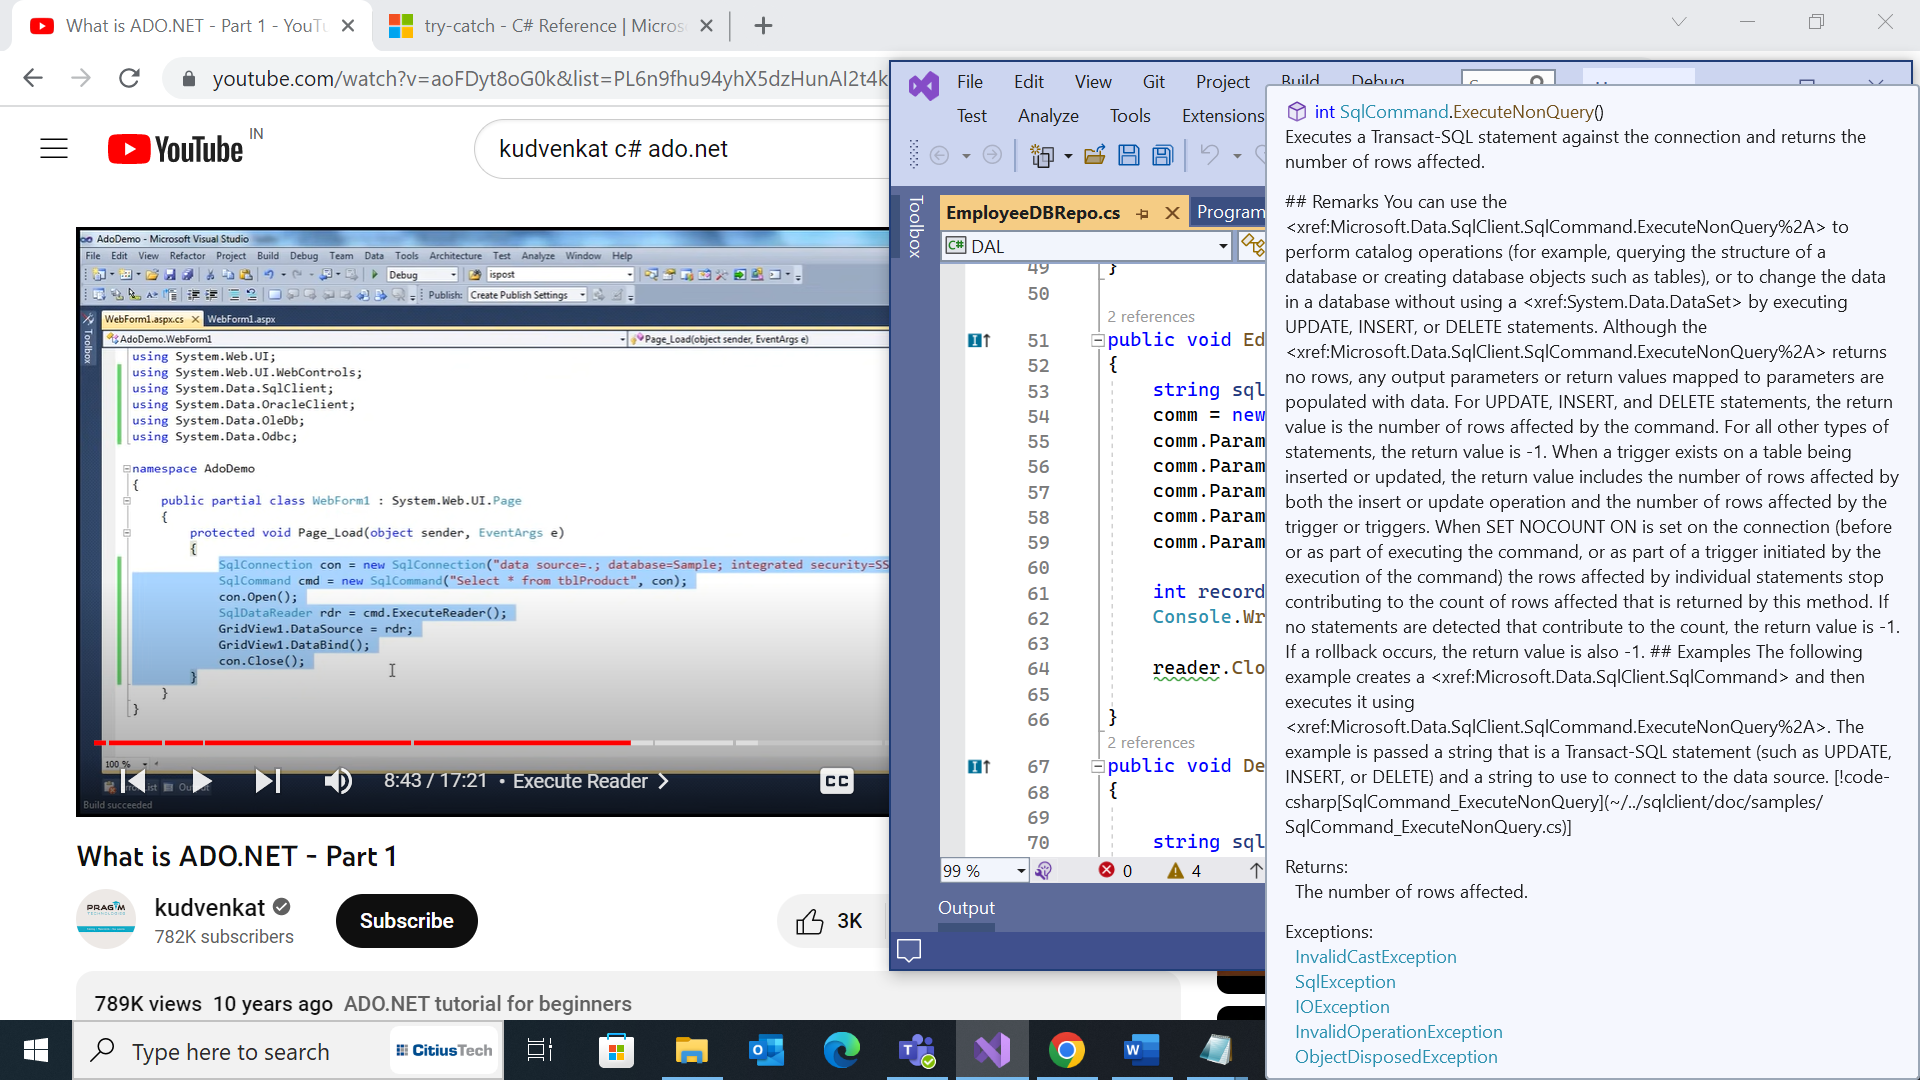 What is ADO.NET - Part 1 - YouTu
try-catch - C# Reference | Micros
youtube.com/watch?v=aoFDyt8oG0k&list=PL6n9fhu94yhX5dzHunAI2t4k
YouTube IN
kudvenkat c# ado.net
AdoDemo - Microsoft Visual Studio
File Edit View Refactor Project Build Debug Team Data Tools Architecture Test Analyze Window Help
Debug ispost
Publish: Create Publish Settings
WebForm1.aspx.cs WebForm1.aspx
Toolbox
AdoDemo.WebForm1 Page_Load(object sender, EventArgs e)
using System.Web.UI;
using System.Web.UI.WebControls;
using System.Data.SqlClient;
using System.Data.OracleClient;
using System.Data.OleDb;
using System.Data.Odbc;
namespace AdoDemo
{
public partial class WebForm1 : System.Web.UI.Page
{
protected void Page_Load(object sender, EventArgs e)
{
SqlConnection con = new SqlConnection("data source=.; database=Sample; integrated security=SS
SqlCommand cmd = new SqlCommand("Select * from tblProduct", con);
con.Open();
SqlDataReader rdr = cmd.ExecuteReader();
GridView1.DataSource = rdr;
GridView1.DataBind();
con.Close();
}
}
}
100 %
8:43 / 17:21 • Execute Reader
CC
Build succeeded
What is ADO.NET - Part 1
PRAGIM
TECHNOLOGIES
kudvenkat
782K subscribers
Subscribe
3K
789K views 10 years ago ADO.NET tutorial for beginners
File Edit View Git Project Build Debug
Test Analyze Tools Extensions
Toolbox
EmployeeDBRepo.cs Program
C# DAL
49 }
50
2 references
51 public void Ed
52 {
53 string sql
54 comm = new
55 comm.Param
56 comm.Param
57 comm.Param
58 comm.Param
59 comm.Param
60
61 int record
62 Console.Wr
63
64 reader.Clo
65
66 }
2 references
67 public void De
68 {
69
70 string sql
99 % 0 4
Output
int SqlCommand.ExecuteNonQuery()
Executes a Transact-SQL statement against the connection and returns the
number of rows affected.
## Remarks You can use the
<xref:Microsoft.Data.SqlClient.SqlCommand.ExecuteNonQuery%2A> to
perform catalog operations (for example, querying the structure of a
database or creating database objects such as tables), or to change the data
in a database without using a <xref:System.Data.DataSet> by executing
UPDATE, INSERT, or DELETE statements. Although the
<xref:Microsoft.Data.SqlClient.SqlCommand.ExecuteNonQuery%2A> returns
no rows, any output parameters or return values mapped to parameters are
populated with data. For UPDATE, INSERT, and DELETE statements, the return
value is the number of rows affected by the command. For all other types of
statements, the return value is -1. When a trigger exists on a table being
inserted or updated, the return value includes the number of rows affected by
both the insert or update operation and the number of rows affected by the
trigger or triggers. When SET NOCOUNT ON is set on the connection (before
or as part of executing the command, or as part of a trigger initiated by the
execution of the command) the rows affected by individual statements stop
contributing to the count of rows affected that is returned by this method. If
no statements are detected that contribute to the count, the return value is -1.
If a rollback occurs, the return value is also -1. ## Examples The following
example creates a <xref:Microsoft.Data.SqlClient.SqlCommand> and then
executes it using
<xref:Microsoft.Data.SqlClient.SqlCommand.ExecuteNonQuery%2A>. The
example is passed a string that is a Transact-SQL statement (such as UPDATE,
INSERT, or DELETE) and a string to use to connect to the data source. [!code-
csharp[SqlCommand_ExecuteNonQuery](~/../sqlclient/doc/samples/
SqlCommand_ExecuteNonQuery.cs)]
Returns:
The number of rows affected.
Exceptions:
InvalidCastException
SqlException
IOException
InvalidOperationException
ObjectDisposedException
Type here to search
CitiusTech